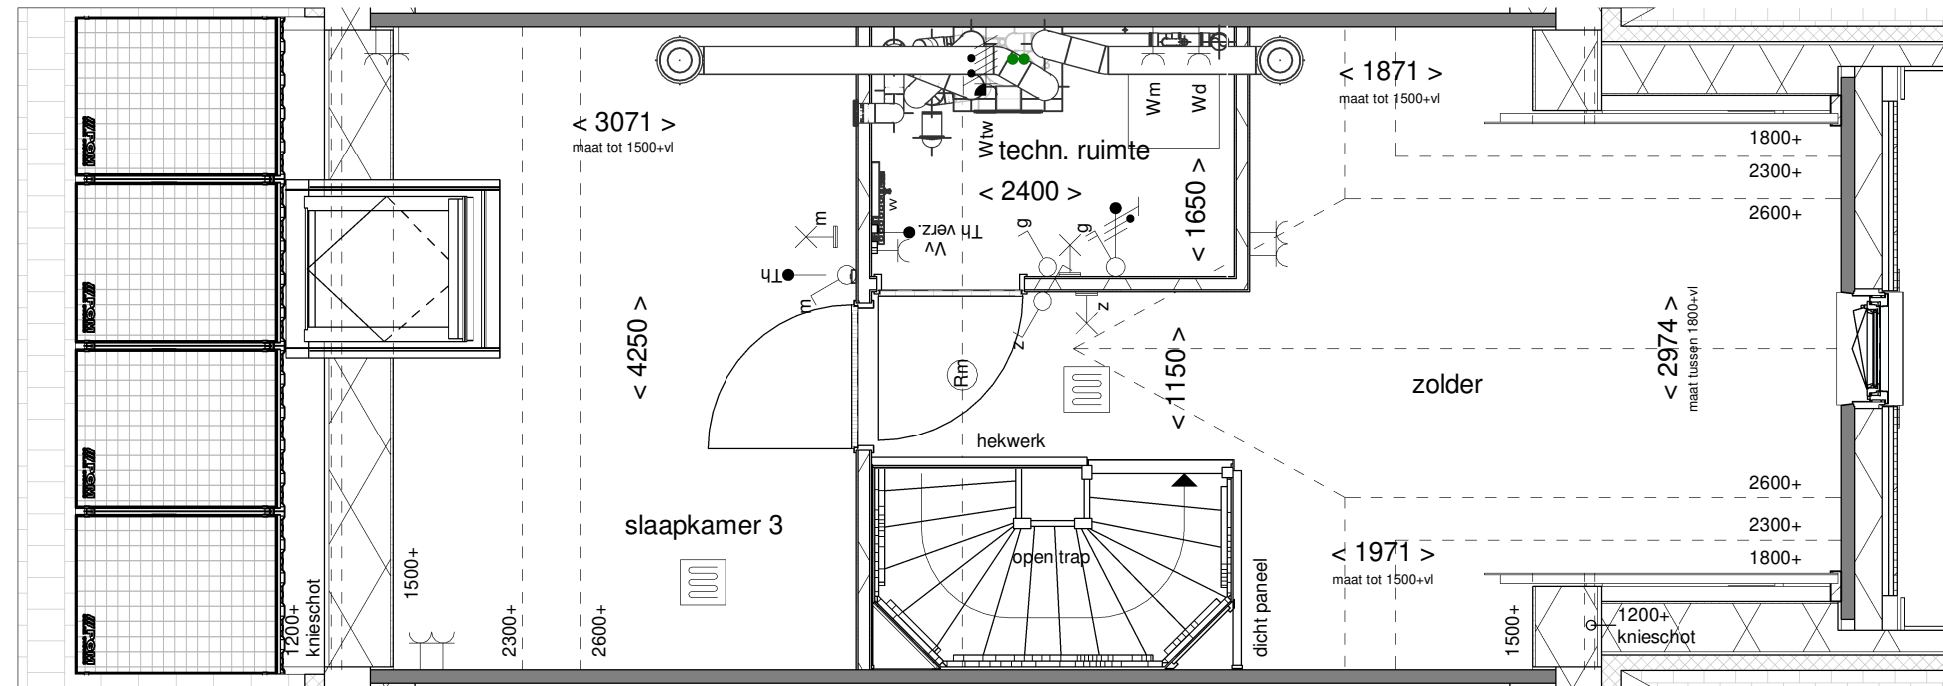 < 3071 >
maat tot 1500+vl
< 4250 >
slaapkamer 3
1200+
knieschot
1500+
2300+
2600+
m
Th
m
Wtw
techn. ruimte
< 2400 >
< 1650 >
Wm
Wd
w
Th verz.
Vv
g
g
z
z
Rm
< 1150 >
hekwerk
open trap
dicht paneel
< 1871 >
maat tot 1500+vl
1800+
2300+
2600+
zolder
< 2974 >
maat tussen 1800+vl
2600+
2300+
1800+
< 1971 >
maat tot 1500+vl
1500+
1200+
knieschot